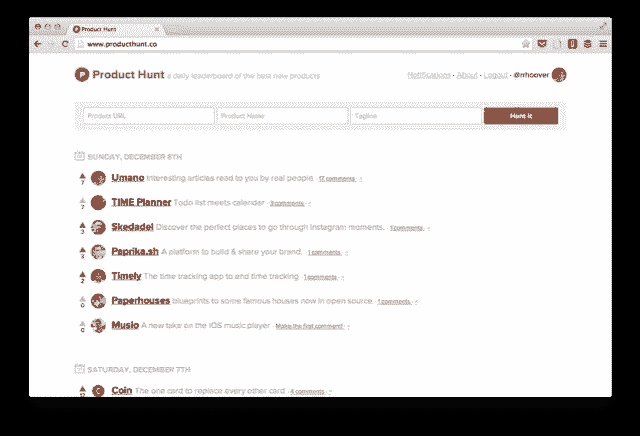 Product Hunt
www.producthunt.co
P Product Hunt a daily leaderboard of the best new products Notifications · About · Logout · @nhoover
Product URL Product Name Tagline Hunt it
SUNDAY, DECEMBER 8TH
7 Umano Interesting articles read to you by real people. 17 comments
7 TIME Planner Todo list meets calendar · 3 comments ·
3 Skedadel Discover the perfect places to go through Instagram moments. · 1 comments ·
3 Paprika.sh A platform to build & share your brand. · 1 comments ·
2 Timely The time tracking app to end time tracking 1 comments ·
0 Paperhouses blueprints to some famous houses now in open source. · 1 comments ·
0 Musio A new take on the iOS music player · Make the first comment! ·
SATURDAY, DECEMBER 7TH
12 C Coin The one card to replace every other card · 4 comments ·